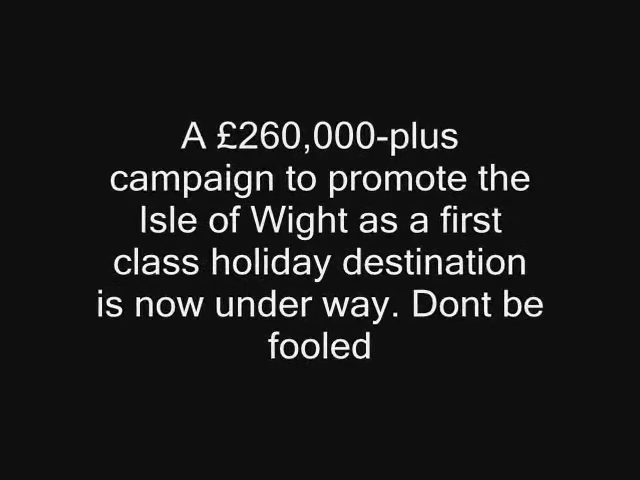 A £260,000-plus
campaign to promote the
Isle of Wight as a first
class holiday destination
is now under way. Dont be
fooled